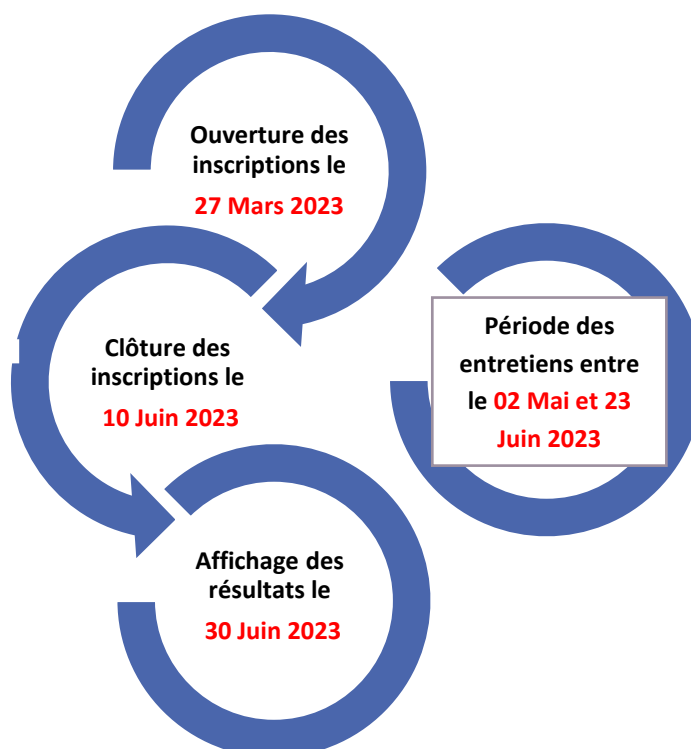 Ouverture des
inscriptions le
27 Mars 2023
Clôture des
inscriptions le
10 Juin 2023
Période des
entretiens entre
le 02 Mai et 23
Juin 2023
Affichage des
résultats le
30 Juin 2023